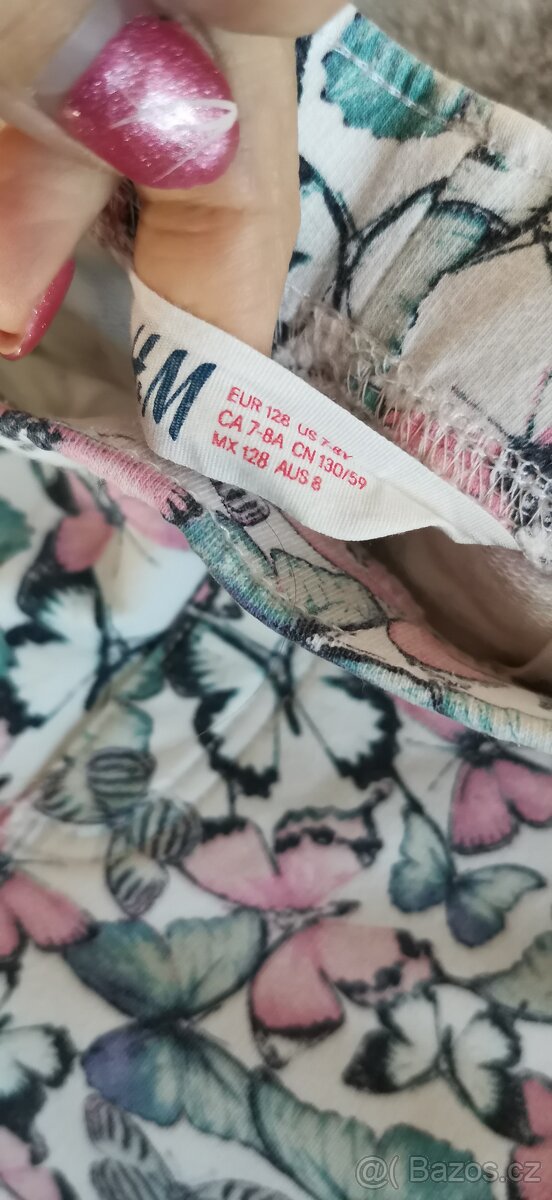 H&M
EUR 128 US 7-8Y
CA 7-8A CN 130/59
MX 128 AUS 8
@( Bazos.cz